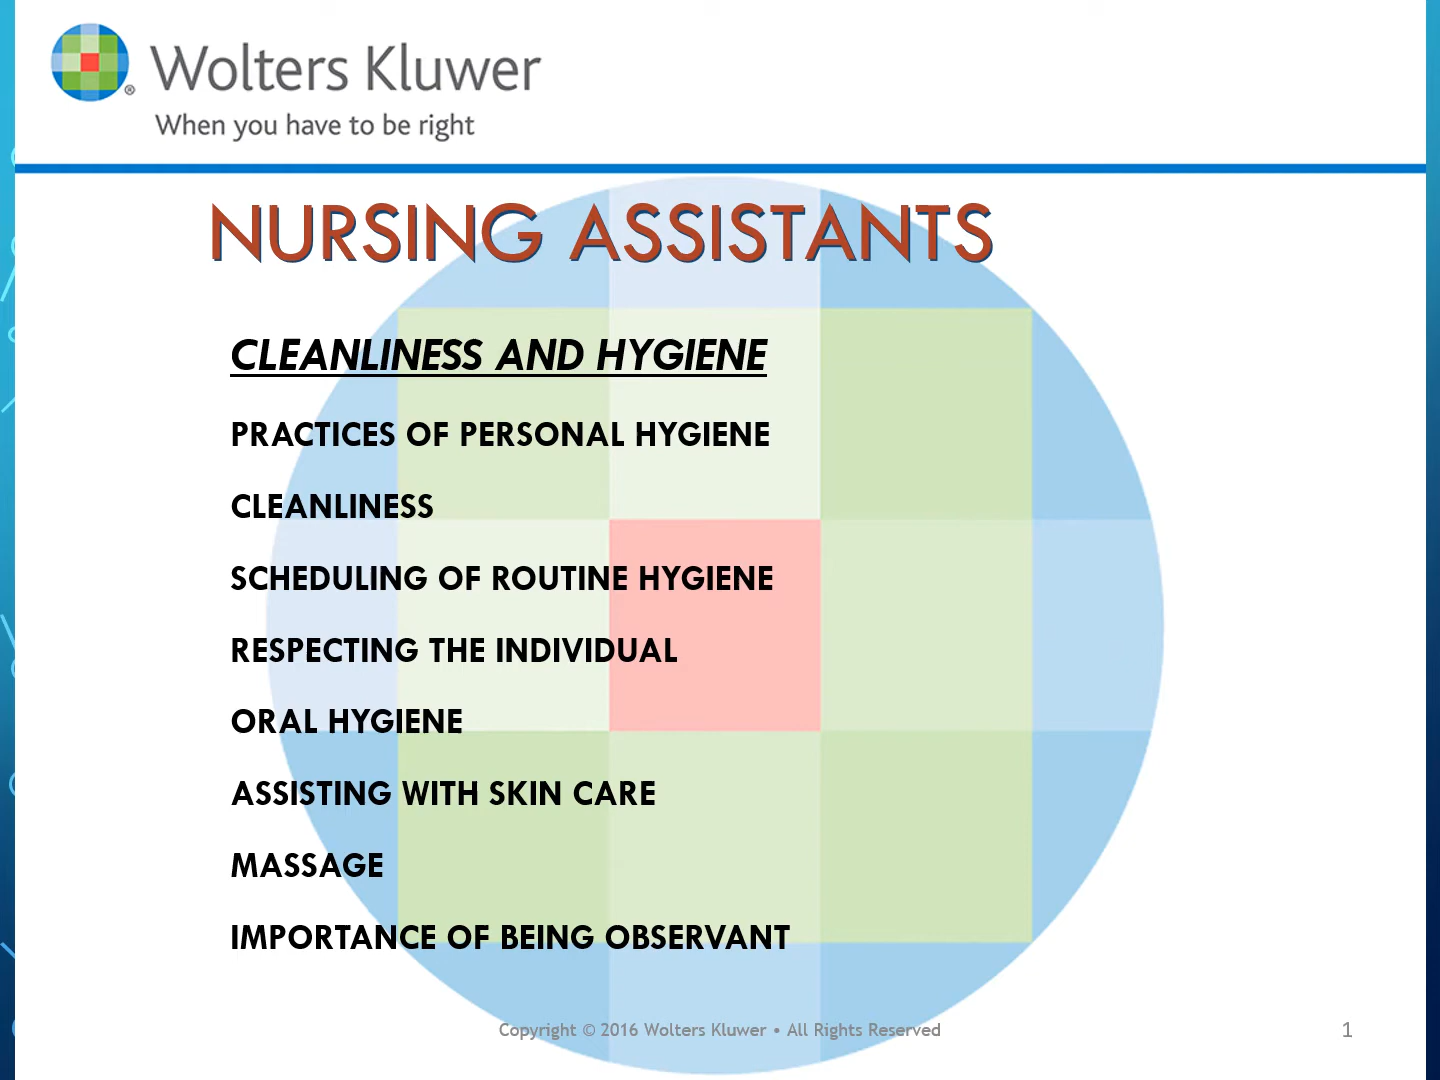 Wolters Kluwer
®
When you have to be right
NURSING ASSISTANTS
CLEANLINESS AND HYGIENE
PRACTICES OF PERSONAL HYGIENE
CLEANLINESS
SCHEDULING OF ROUTINE HYGIENE
RESPECTING THE INDIVIDUAL
ORAL HYGIENE
ASSISTING WITH SKIN CARE
MASSAGE
IMPORTANCE OF BEING OBSERVANT
Copyright © 2016 Wolters Kluwer • All Rights Reserved
1